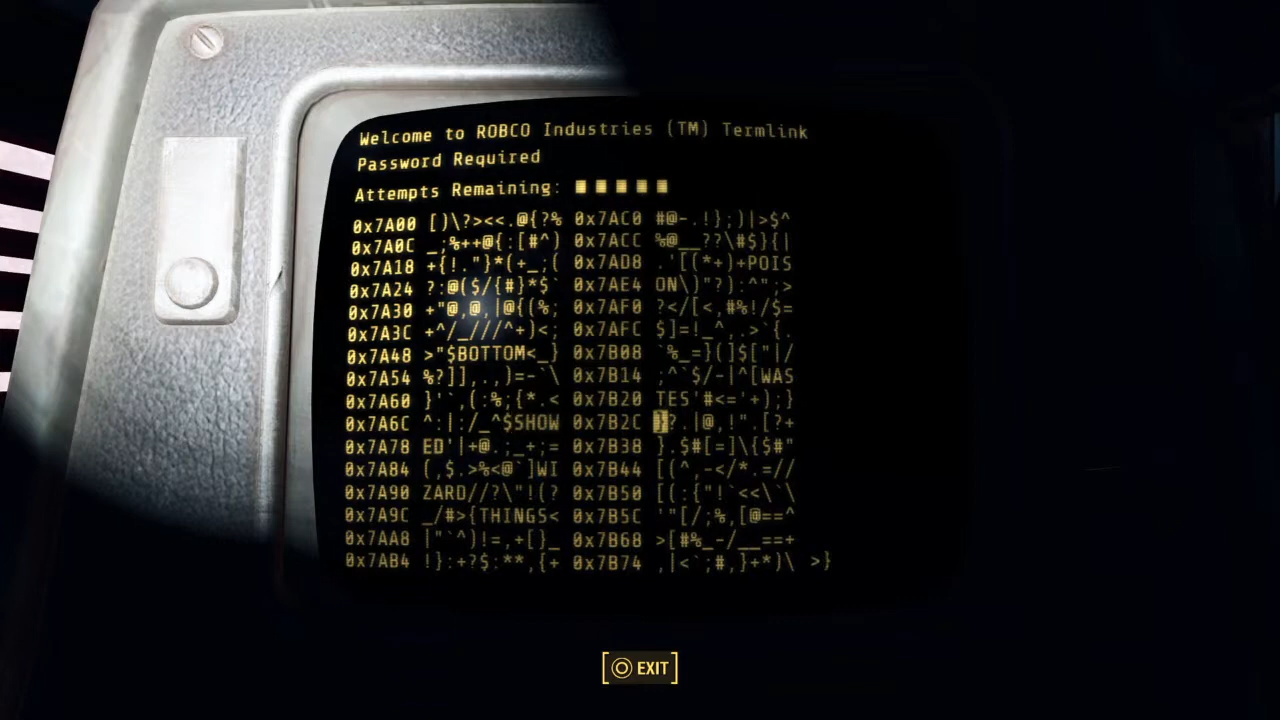 Welcome to ROBCO Industries (TM) Termlink
Password Required
Attempts Remaining: ■ ■ ■ ■ ■
0x7A00 [)\?><<.@{?% 0x7AC0 #@-.!};)|>$^
0x7A0C _;%++@{:[#^) 0x7ACC %@__??\#$}{|
0x7A18 +{!."}*(+_;( 0x7AD8 .'[(*+)+POIS
0x7A24 ?:@($/{#}*$` 0x7AE4 ON\)"?):^";>
0x7A30 +"@,@,|@{(%; 0x7AF0 ?</[<,#%!/$=
0x7A3C +^/_///^+)<; 0x7AFC $]=!_^,.>`{.
0x7A48 >"$BOTTOM<_} 0x7B08 `%_=}(]$["|/
0x7A54 %?]],.,)=-`\ 0x7B14 ;^`$/-|^[WAS
0x7A60 }'`,(:%;{*.< 0x7B20 TES'#<='+);}
0x7A6C ^:|:/_^$SHOW 0x7B2C }?.|@,!".[?+
0x7A78 ED'|+@.;_+;= 0x7B38 }.$#[=]\{$#"
0x7A84 (,$.>%<@`]WI 0x7B44 [(^,-</*.=//
0x7A90 ZARD//?\"!(? 0x7B50 [(:{"!`<<\`\
0x7A9C _/#>{THINGS< 0x7B5C '"[/;%,[@==^
0x7AA8 |"`^)!=,+[}_ 0x7B68 >[#%_-/__==+
0x7AB4 !}:+?$:**,{+ 0x7B74 ,|<`;#,}+*)\ >}
EXIT